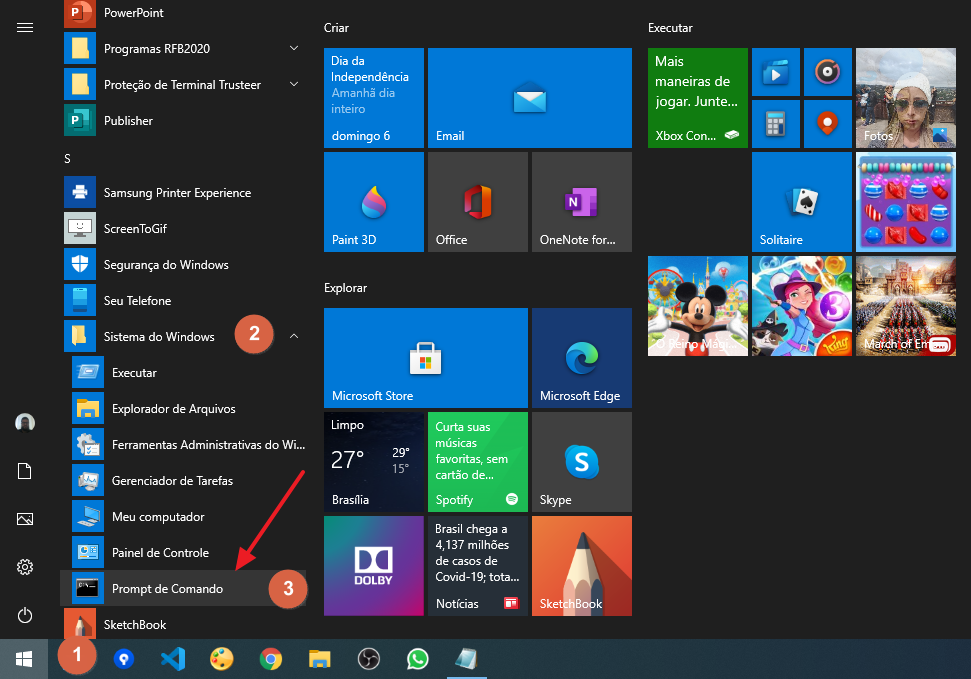 PowerPoint
Programas RFB2020
Proteção de Terminal Trusteer
Publisher
S
Samsung Printer Experience
ScreenToGif
Segurança do Windows
Seu Telefone
Sistema do Windows
2
Executar
Explorador de Arquivos
Ferramentas Administrativas do Wi...
Gerenciador de Tarefas
Meu computador
Painel de Controle
Prompt de Comando
3
SketchBook
1
Criar
Dia da
Independência
Amanhã dia
inteiro
domingo 6
Email
Paint 3D
Office
OneNote for...
Explorar
Microsoft Store
Microsoft Edge
Limpo
27°
29°
15°
Brasília
Curta suas
músicas
favoritas, sem
cartão de...
Spotify
Skype
DOLBY
Brasil chega a
4,137 milhões
de casos de
Covid-19; tota...
Notícias
SketchBook
Executar
Mais
maneiras de
jogar. Junte...
Xbox Con...
Fotos
Solitaire
O Reino Mági...
3
King
March of Em...